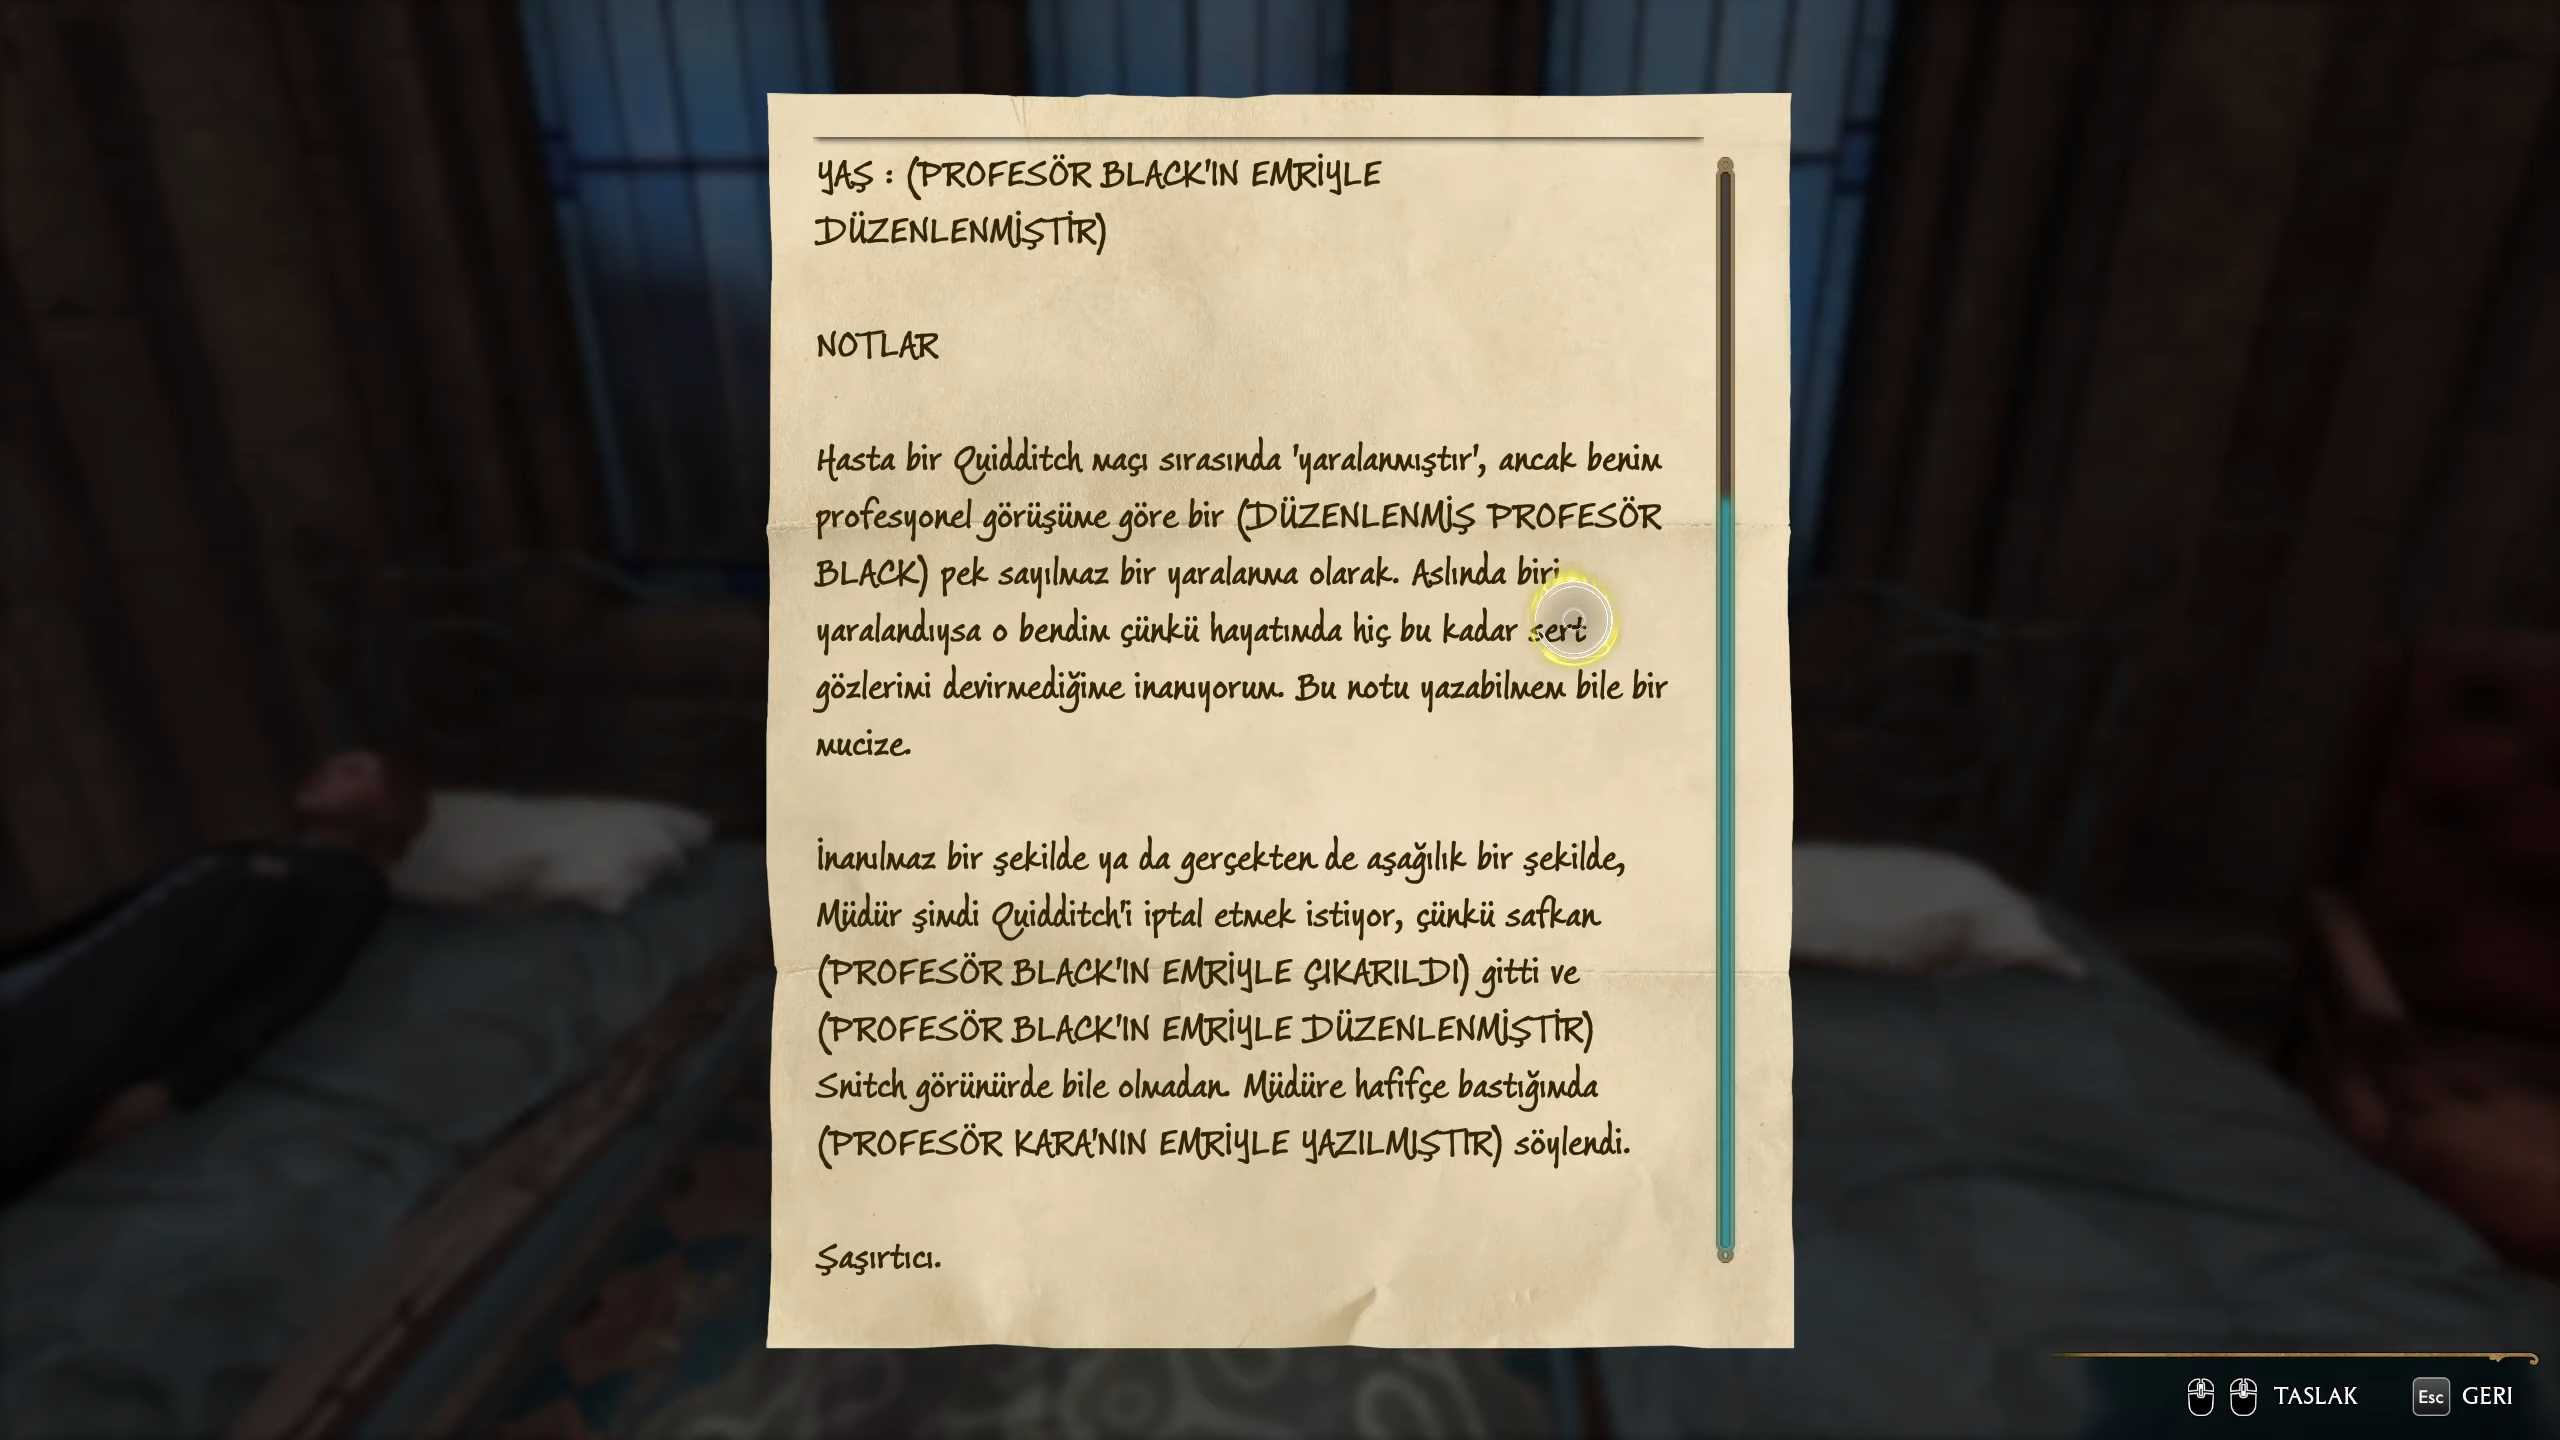 YAŞ : (PROFESÖR BLACK'IN EMRİYLE
DÜZENLENMİŞTİR)
NOTLAR
Hasta bir Quidditch maçı sırasında 'yaralanmıştır', ancak benim
profesyonel görüşüme göre bir (DÜZENLENMİŞ PROFESÖR
BLACK) pek sayılmaz bir yaralanma olarak. Aslında biri
yaralandıysa o bendim çünkü hayatımda hiç bu kadar sert
gözlerimi devirmediğime inanıyorum. Bu notu yazabilmem bile bir
mucize.
İnanılmaz bir şekilde ya da gerçekten de aşağılık bir şekilde,
Müdür şimdi Quidditch'i iptal etmek istiyor, çünkü safkan
(PROFESÖR BLACK'IN EMRİYLE ÇIKARILDI) gitti ve
(PROFESÖR BLACK'IN EMRİYLE DÜZENLENMİŞTİR)
Snitch görünürde bile olmadan. Müdüre hafifçe bastığımda
(PROFESÖR KARA'NIN EMRİYLE YAZILMIŞTIR) söylendi.
Şaşırtıcı.
TASLAK
Esc GERİ